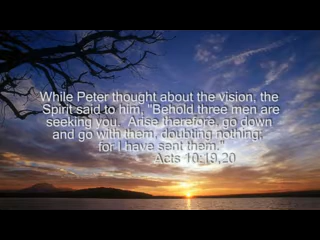 While Peter thought about the vision, the
Spirit said to him, "Behold three men are
seeking you.  Arise therefore, go down
and go with them, doubting nothing;
for I have sent them."
Acts 10:19,20